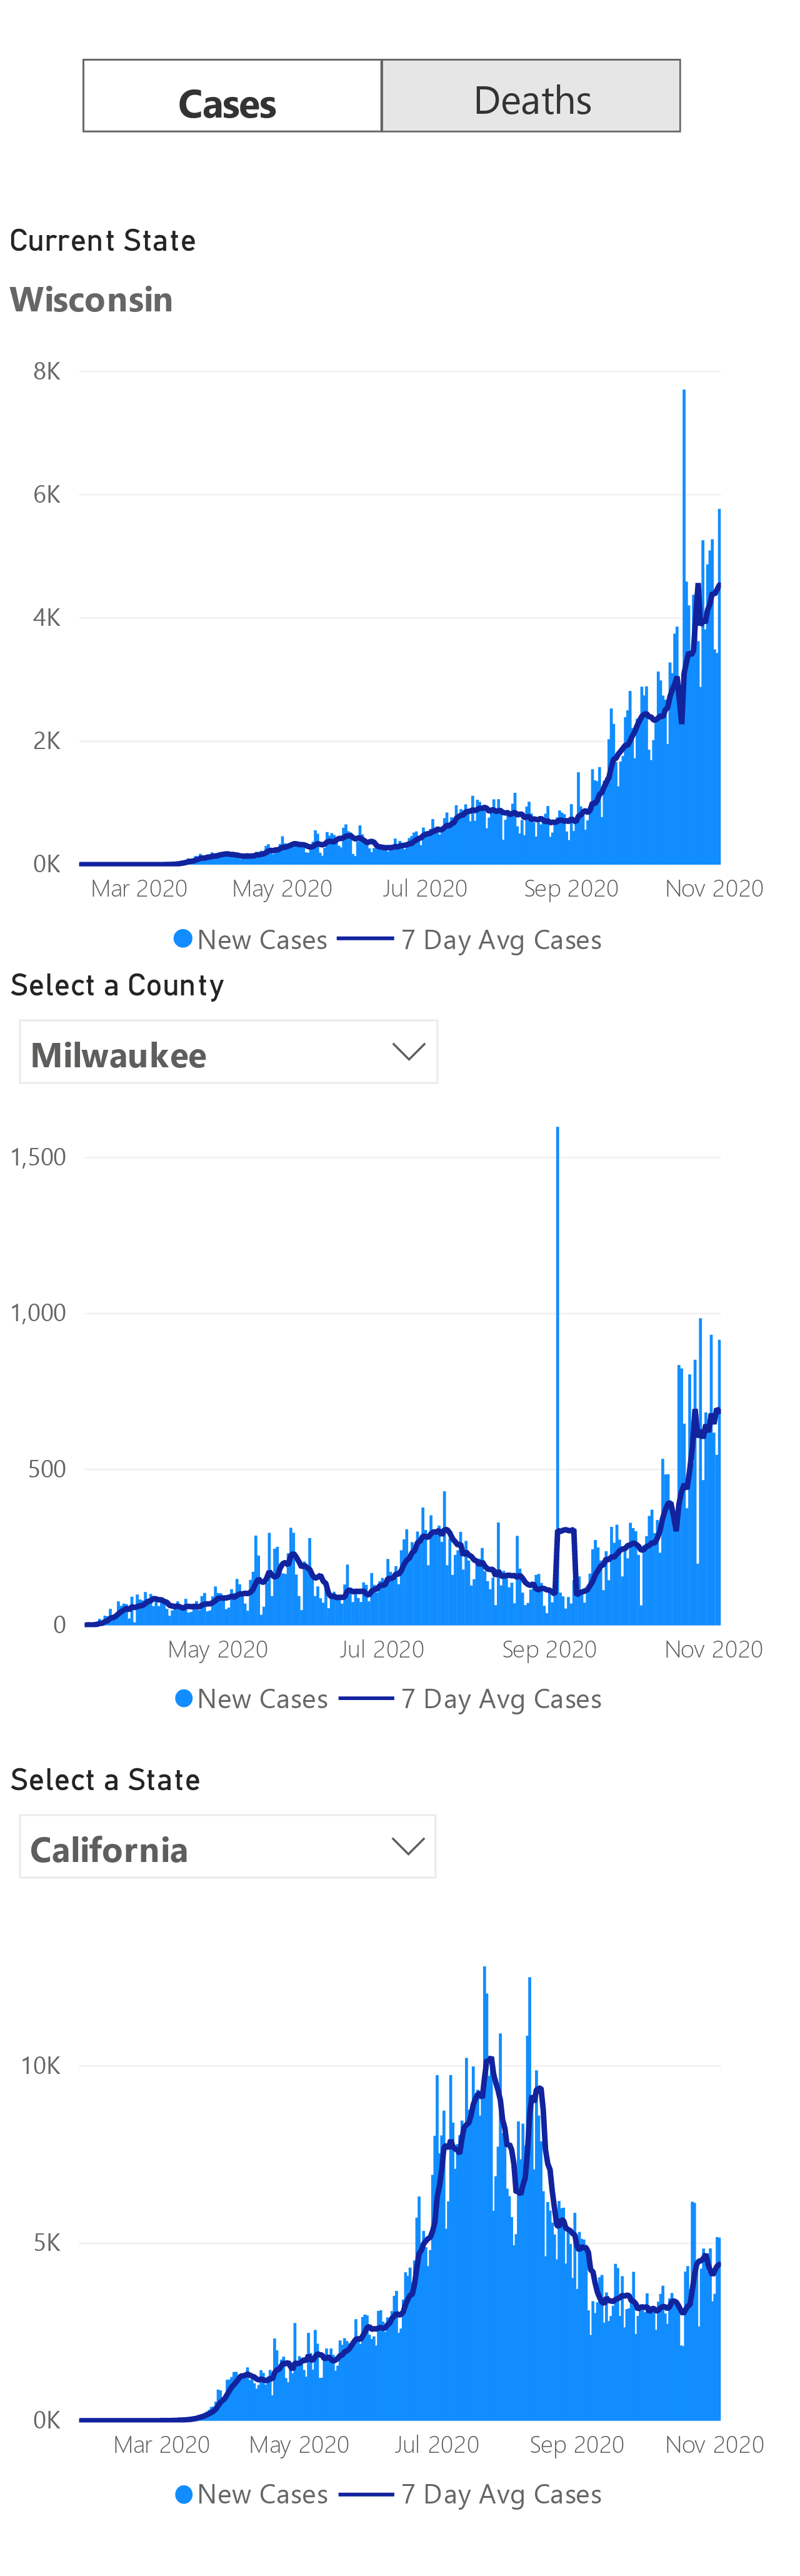 Cases Deaths
Current State
Wisconsin
8K
6K
4K
2K
0K
Mar 2020 May 2020 Jul 2020 Sep 2020 Nov 2020
New Cases 7 Day Avg Cases
Select a County
Milwaukee
1,500
1,000
500
0
May 2020 Jul 2020 Sep 2020 Nov 2020
New Cases 7 Day Avg Cases
Select a State
California
10K
5K
0K
Mar 2020 May 2020 Jul 2020 Sep 2020 Nov 2020
New Cases 7 Day Avg Cases